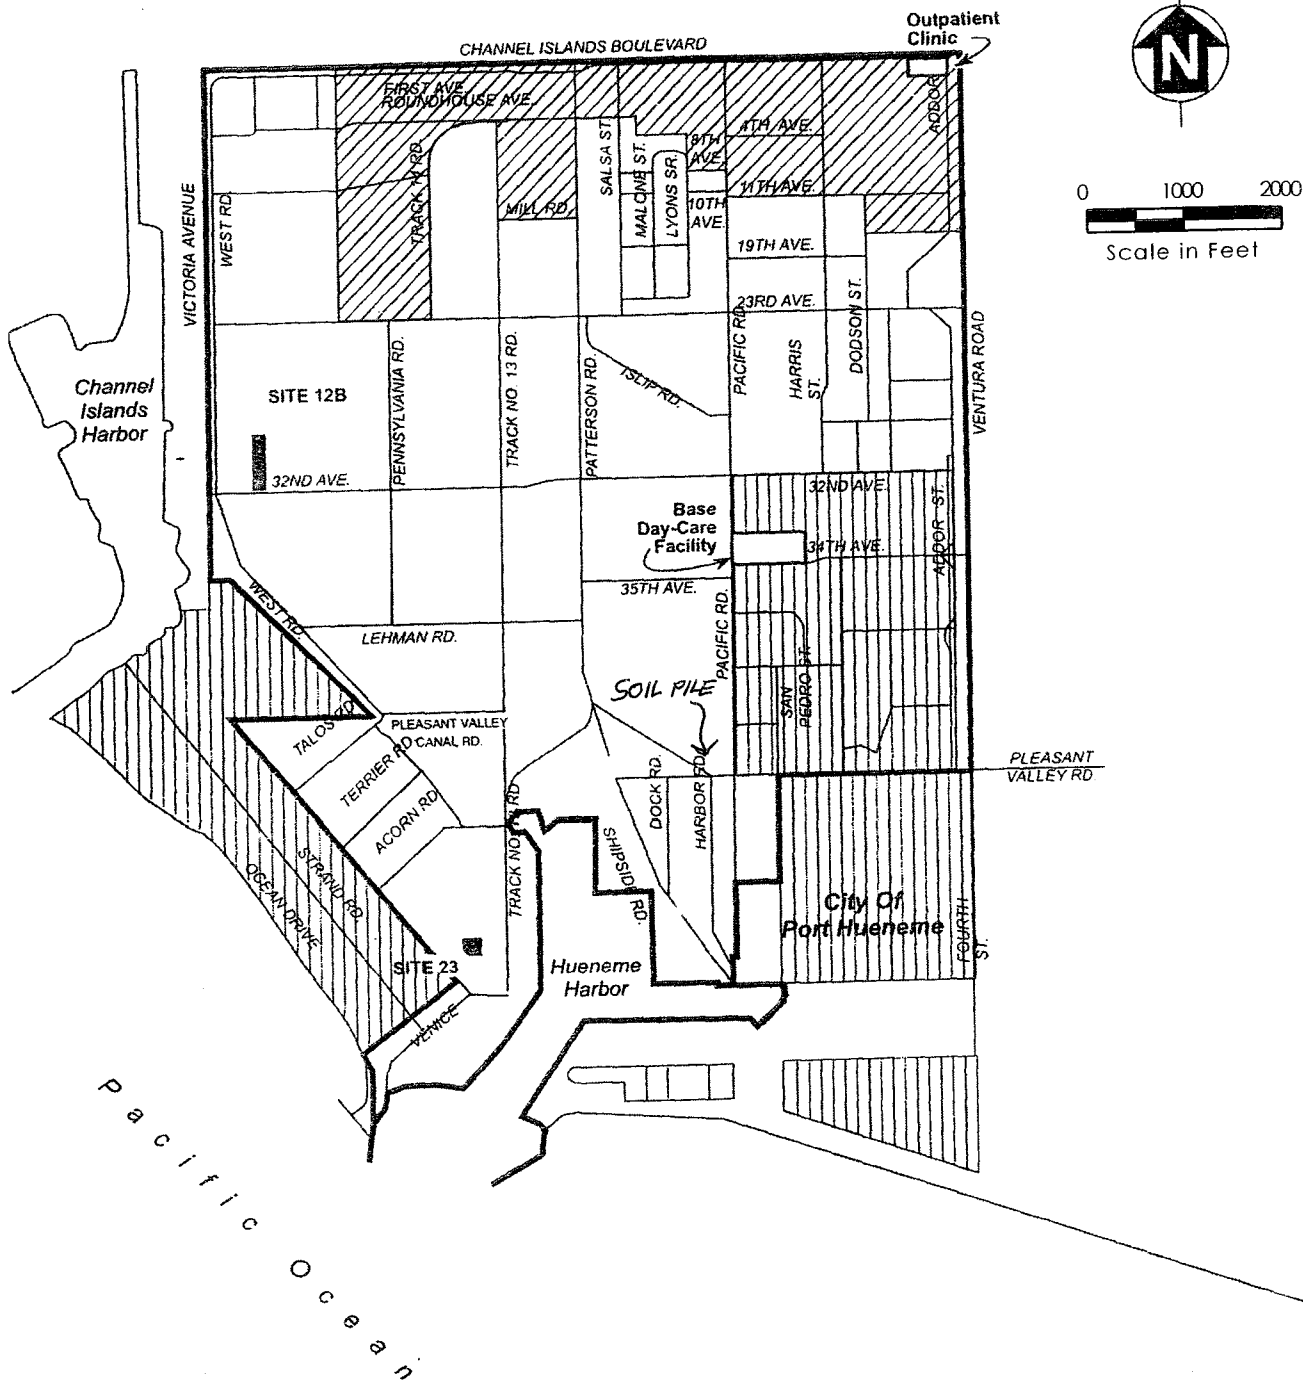 Outpatient
Clinic
CHANNEL ISLANDS BOULEVARD
N
FIRST AVE.
ROUNDHOUSE AVE.
ADDOR
4TH AVE.
8TH
AVE.
SALSA ST.
MALONE ST.
LYONS SR.
TRACK 14 RD.
11TH AVE.
10TH
AVE.
MILL RD.
WEST RD.
VICTORIA AVENUE
0 1000 2000
Scale in Feet
19TH AVE.
23RD AVE.
PACIFIC RD.
HARRIS
ST.
DODSON ST.
VENTURA ROAD
PENNSYLVANIA RD.
TRACK NO. 13 RD.
PATTERSON RD.
ISLIP RD.
Channel
Islands
Harbor
SITE 12B
32ND AVE.
32ND AVE.
Base
Day-Care
Facility
34TH AVE.
ADDOR ST.
35TH AVE.
WEST RD.
LEHMAN RD.
PACIFIC RD.
SAN
PEDRO ST.
SOIL PILE
TALOS RD.
PLEASANT VALLEY
CANAL RD.
TERRIER RD.
ACORN RD.
PLEASANT
VALLEY RD.
DOCK RD.
HARBOR RD.
SHIPSIDE RD.
STRAND RD.
OCEAN DRIVE
City Of
Port Hueneme
FOURTH
ST.
SITE 23
Hueneme
Harbor
VENICE
Pacific Ocean